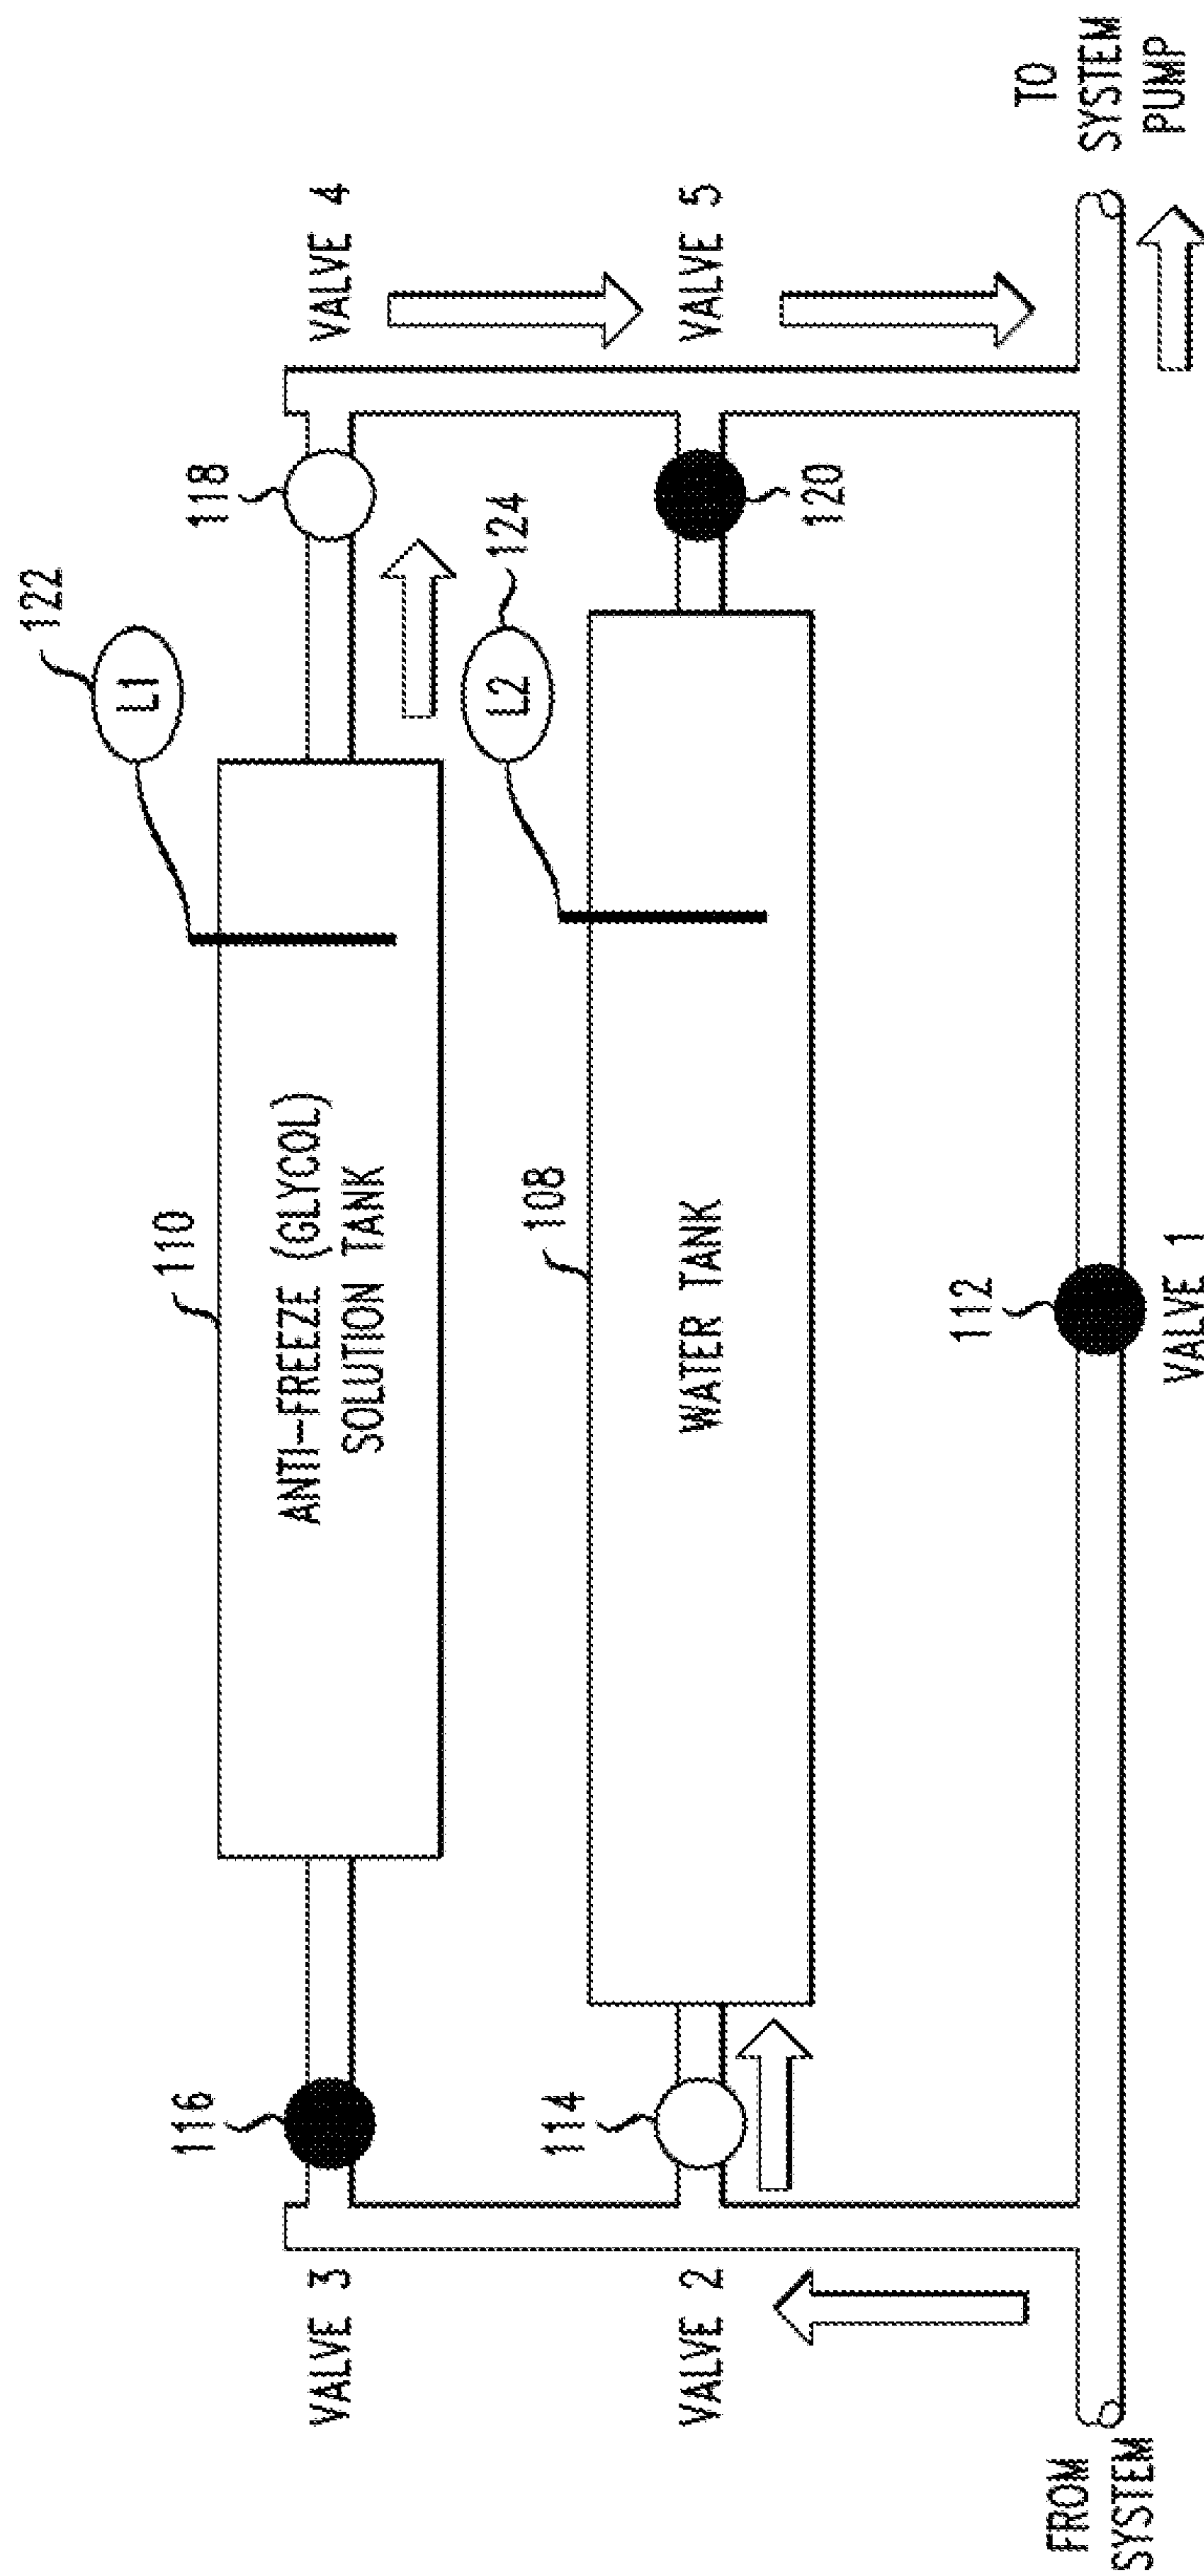 122
L1
110
118
VALVE 4
116
VALVE 3
ANTI-FREEZE (GLYCOL)
SOLUTION TANK
124
L2
108
114
VALVE 2
WATER TANK
120
VALVE 5
112
VALVE 1
FROM
SYSTEM
TO
SYSTEM
PUMP